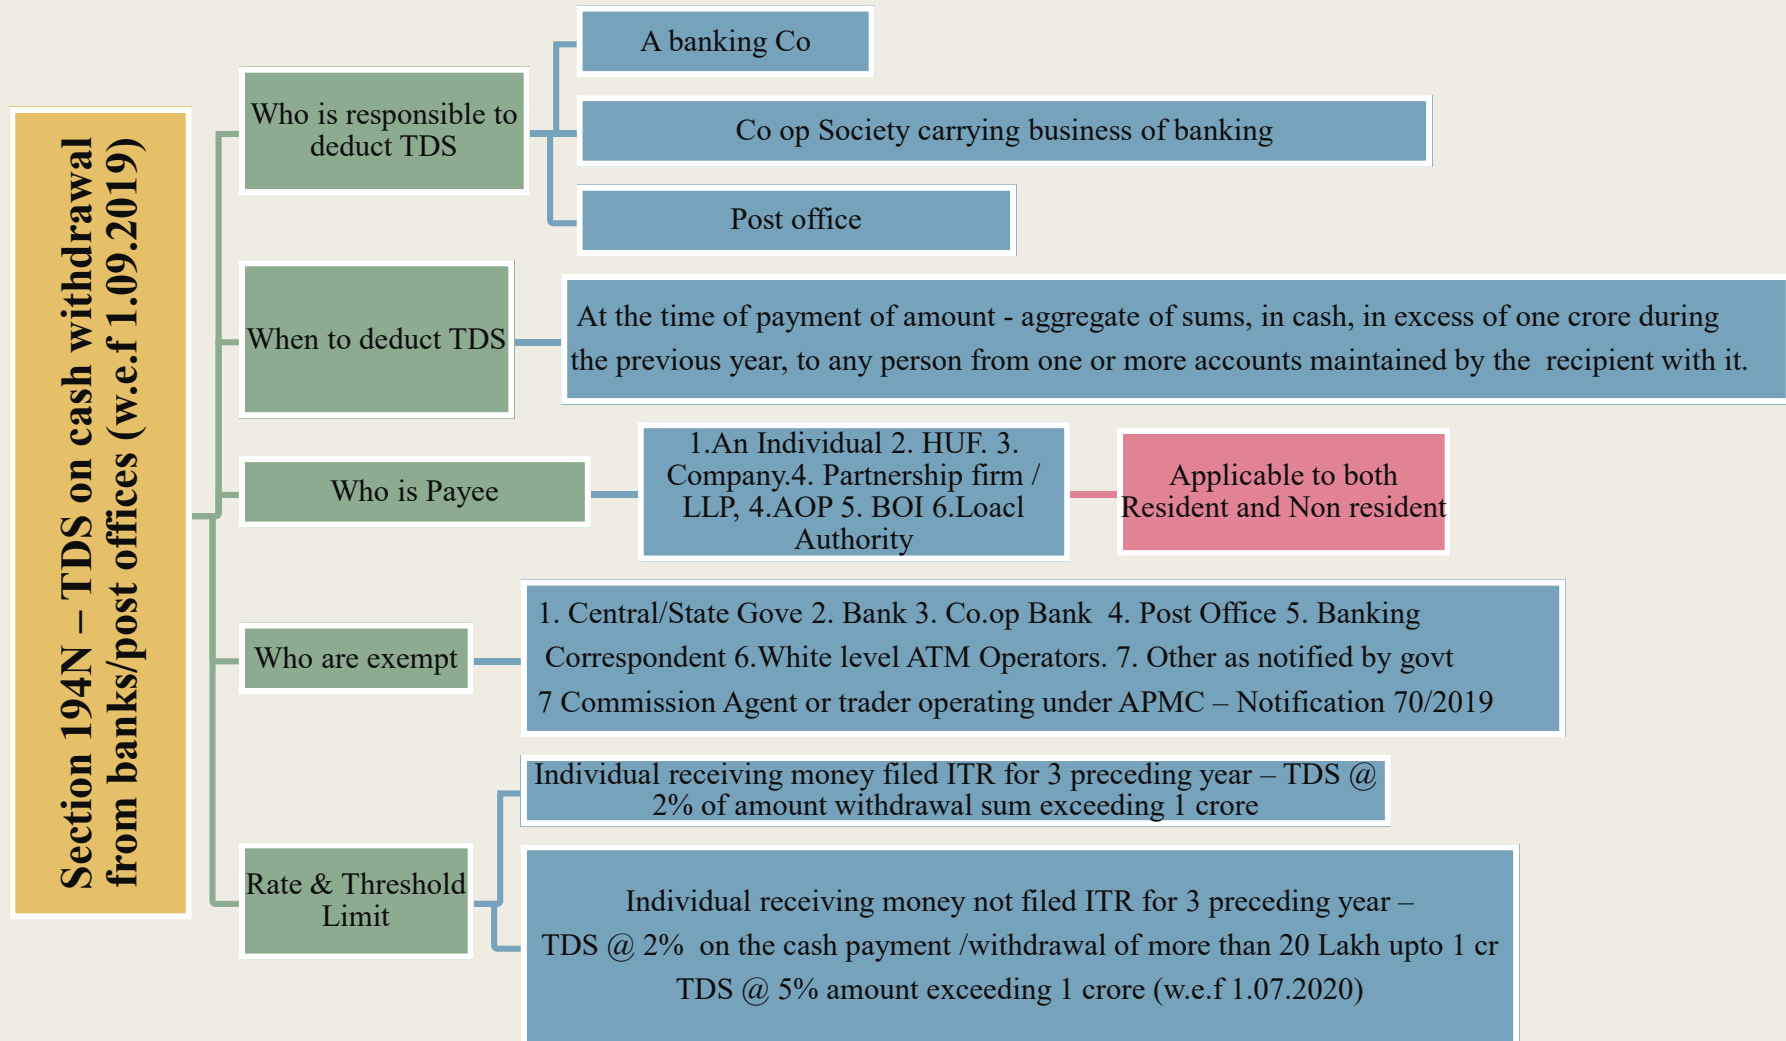 Section 194N – TDS on cash withdrawal
from banks/post offices (w.e.f 1.09.2019)
Who is responsible to
deduct TDS
A banking Co
Co op Society carrying business of banking
Post office
When to deduct TDS
At the time of payment of amount - aggregate of sums, in cash, in excess of one crore during
the previous year, to any person from one or more accounts maintained by the  recipient with it.
Who is Payee
1.An Individual 2. HUF. 3.
Company.4. Partnership firm /
LLP, 4.AOP 5. BOI 6.Loacl
Authority
Applicable to both
Resident and Non resident
Who are exempt
1. Central/State Gove 2. Bank 3. Co.op Bank  4. Post Office 5. Banking
Correspondent 6.White level ATM Operators. 7. Other as notified by govt
7 Commission Agent or trader operating under APMC – Notification 70/2019
Rate & Threshold
Limit
Individual receiving money filed ITR for 3 preceding year – TDS @
2% of amount withdrawal sum exceeding 1 crore
Individual receiving money not filed ITR for 3 preceding year –
TDS @ 2%  on the cash payment /withdrawal of more than 20 Lakh upto 1 cr
TDS @ 5% amount exceeding 1 crore (w.e.f 1.07.2020)